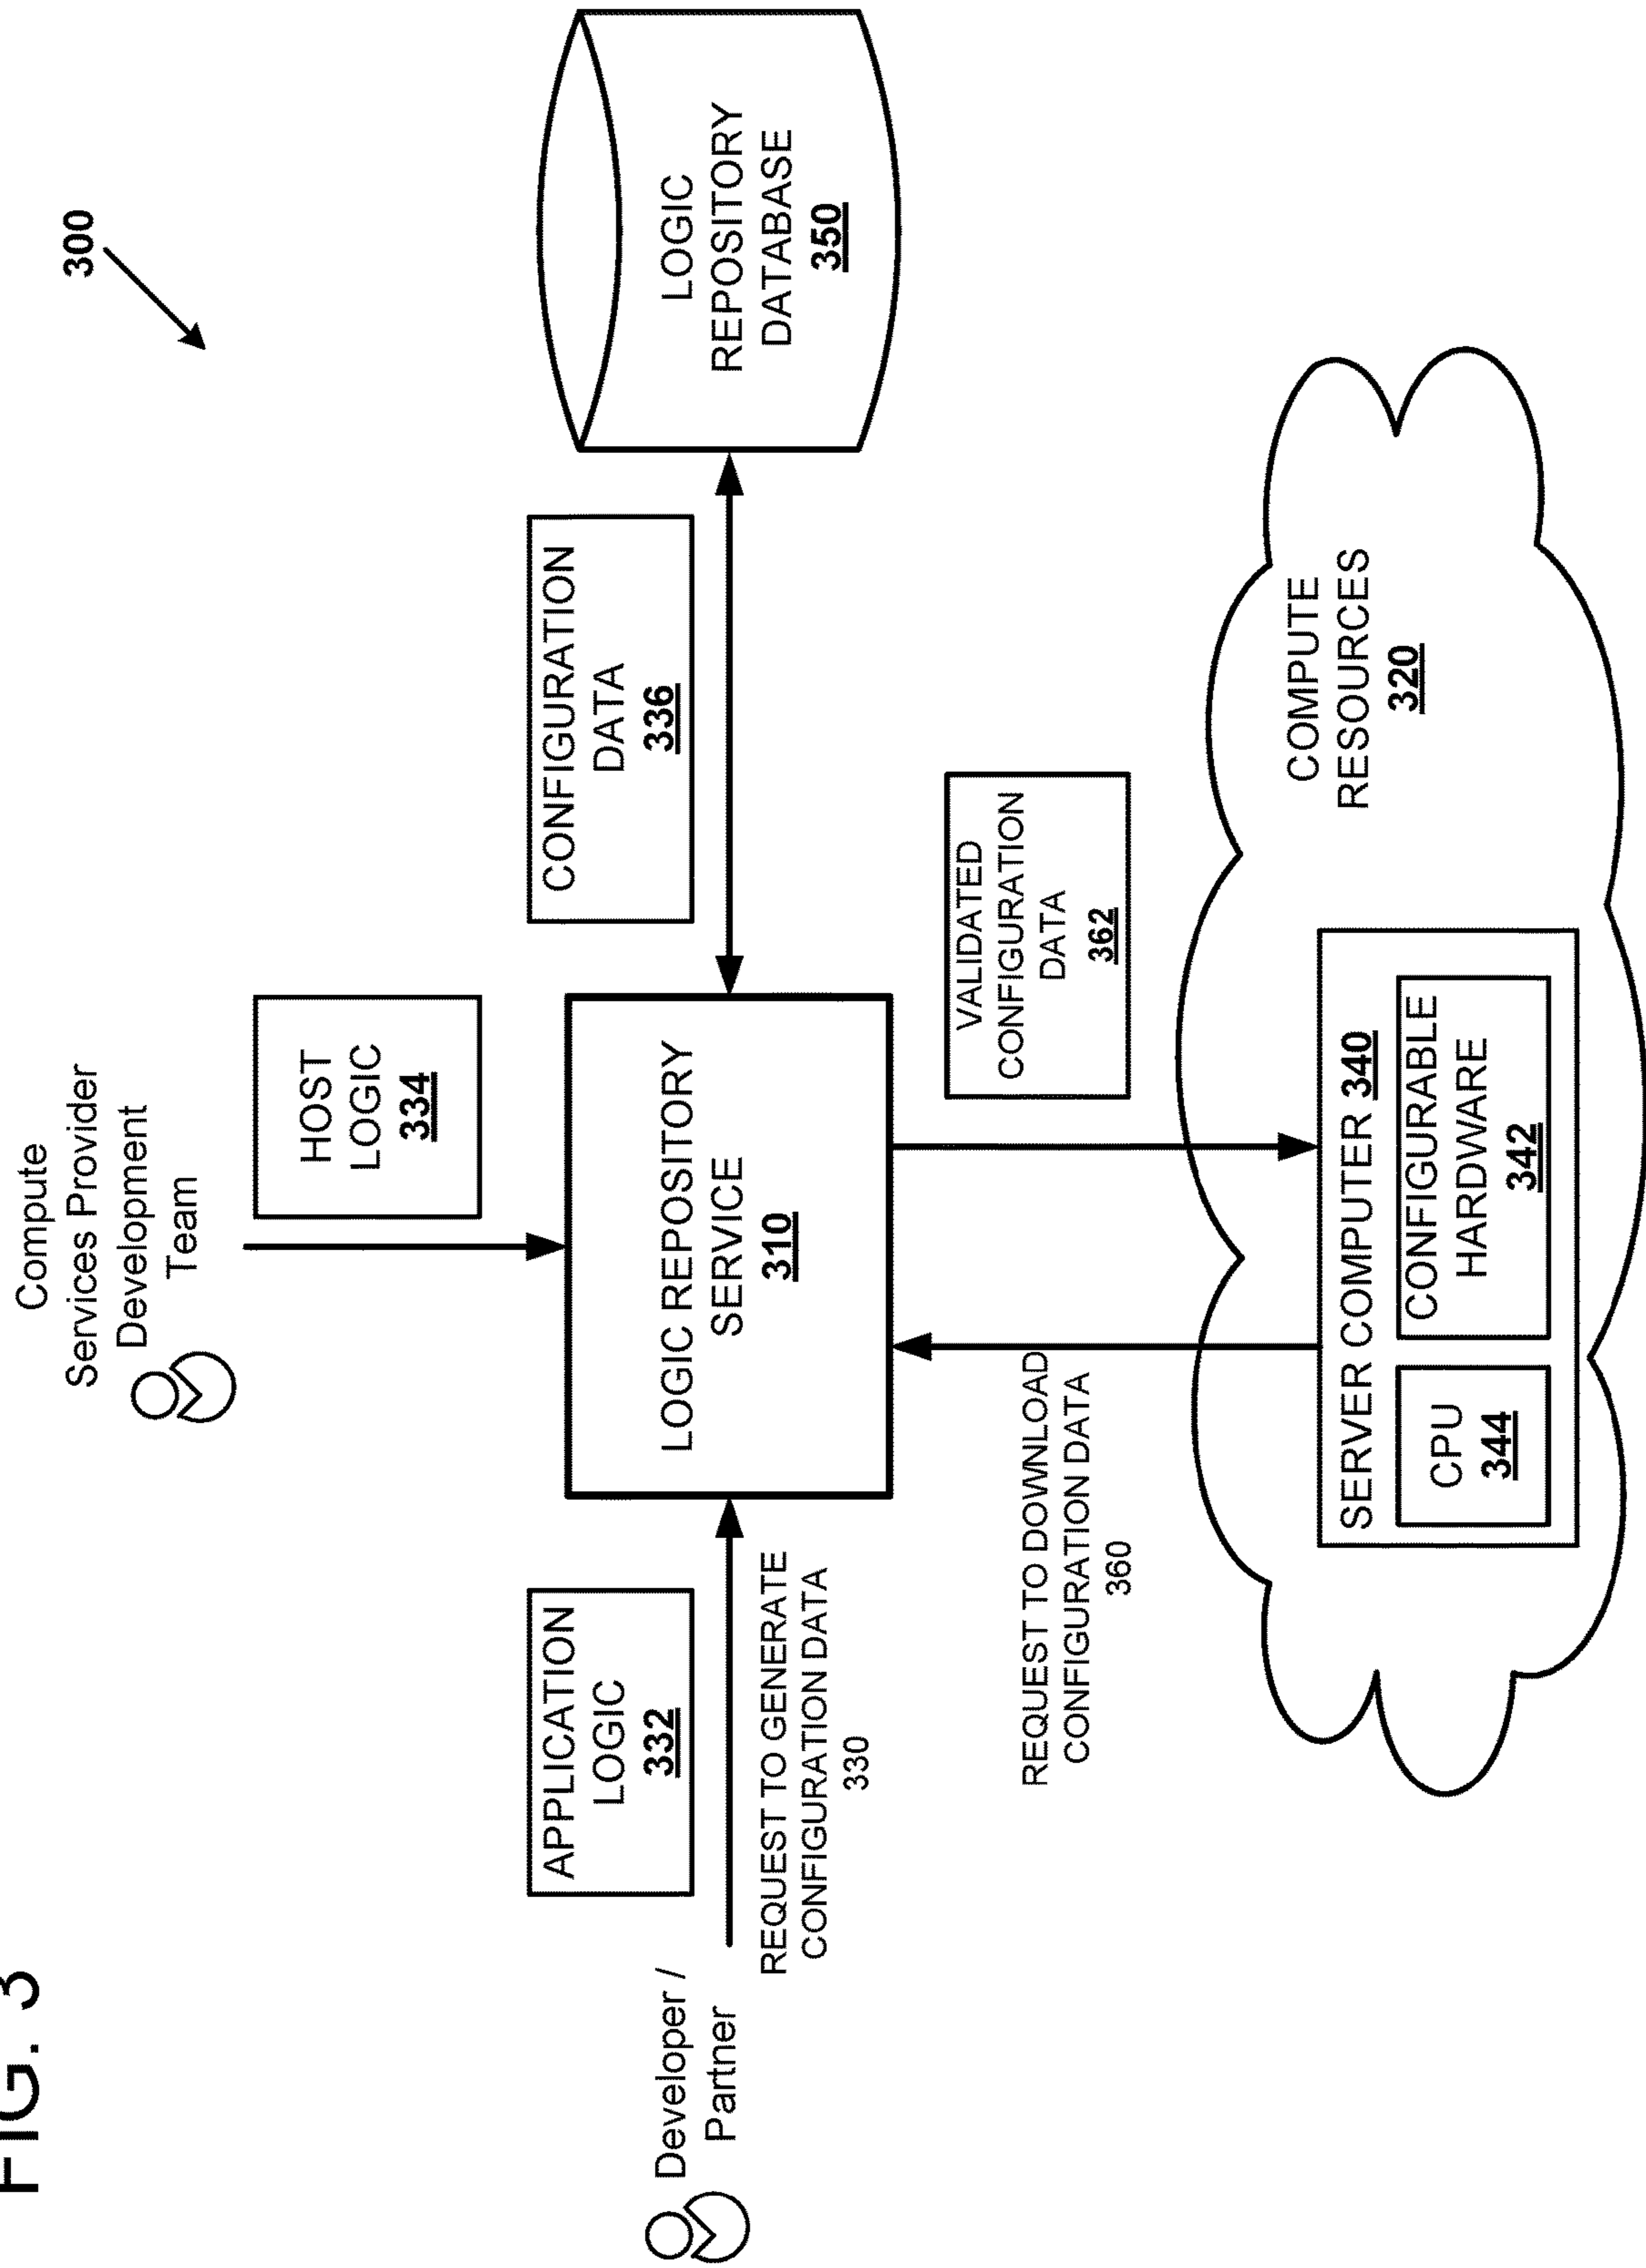 FIG. 3
300
Compute
Services Provider
Development
Team
HOST
LOGIC
334
Developer /
Partner
APPLICATION
LOGIC
332
REQUEST TO GENERATE
CONFIGURATION DATA
330
LOGIC REPOSITORY
SERVICE
310
CONFIGURATION
DATA
336
LOGIC
REPOSITORY
DATABASE
350
REQUEST TO DOWNLOAD
CONFIGURATION DATA
360
VALIDATED
CONFIGURATION
DATA
362
COMPUTE
RESOURCES
320
SERVER COMPUTER 340
CPU
344
CONFIGURABLE
HARDWARE
342